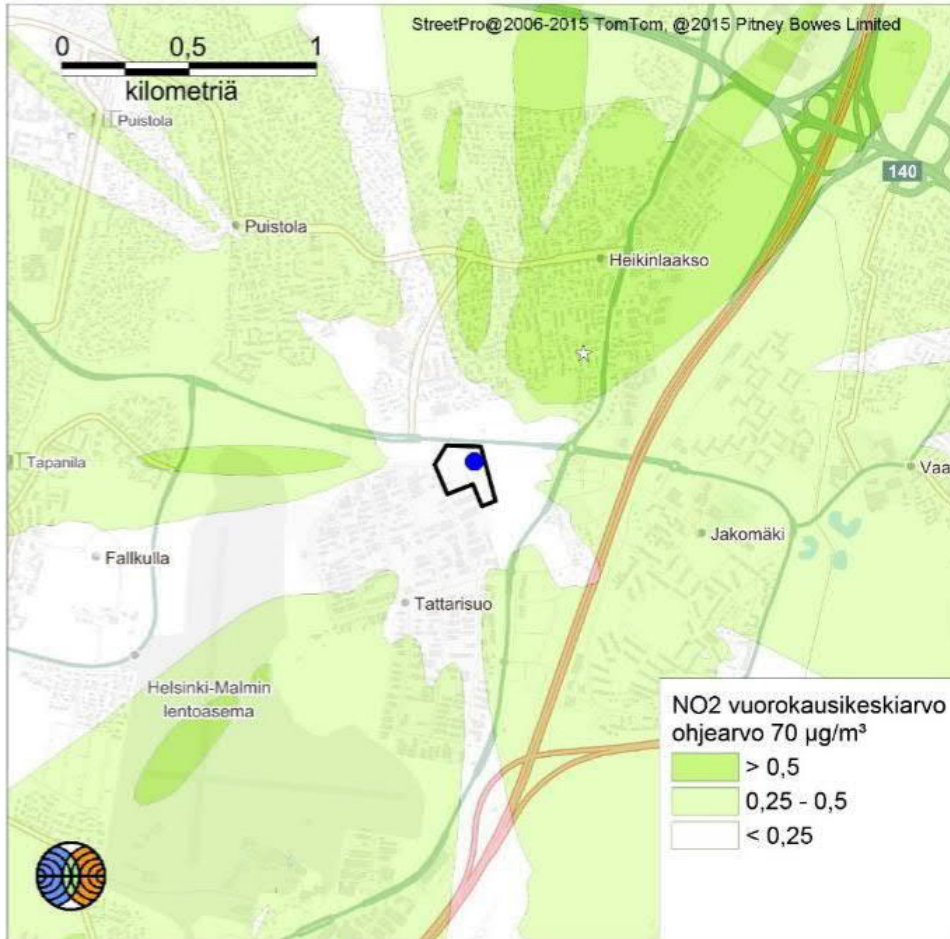 StreetPro@2006-2015 TomTom, @2015 Pitney Bowes Limited
0 0,5 1
kilometriä
Puistola
140
Puistola
Heikinlaakso
Tapanila
Vaa
Jakomäki
Fallkulla
Tattarisuo
Helsinki-Malmin
lentoasema
NO2 vuorokausikeskiarvo
ohjearvo 70 µg/m³
> 0,5
0,25 - 0,5
< 0,25